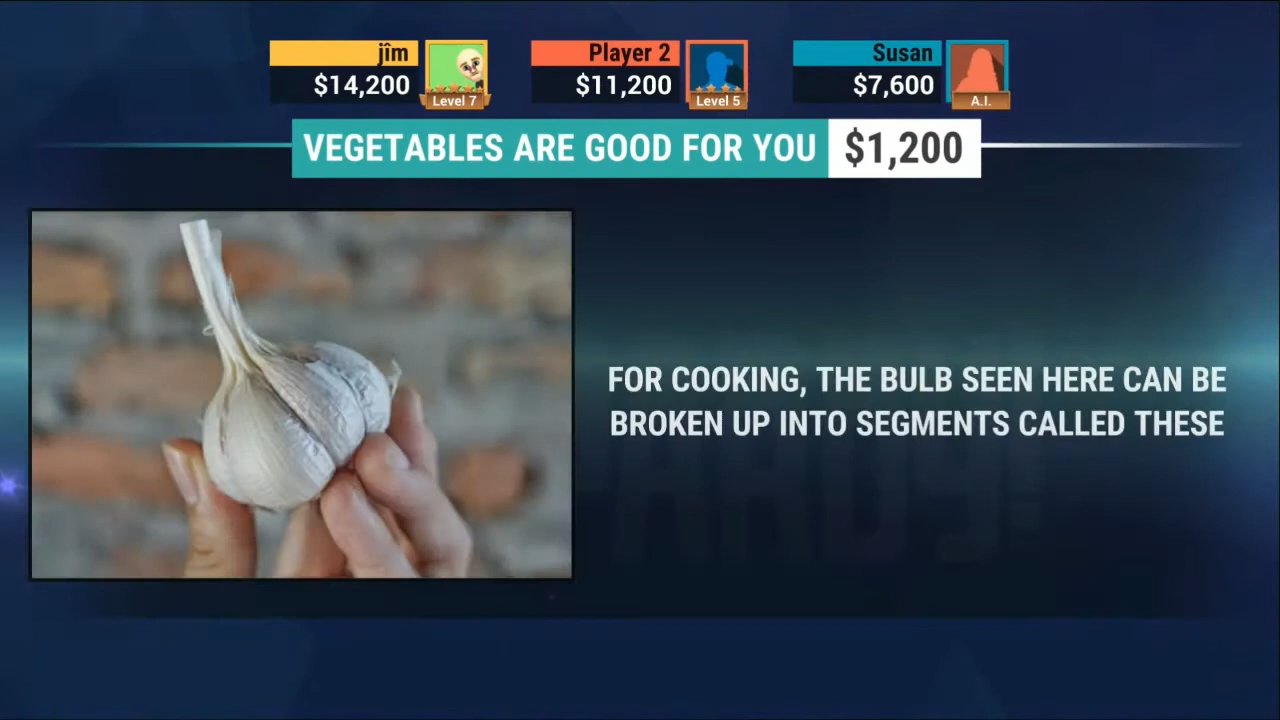 jîm
$14,200
Level 7
Player 2
$11,200
Level 5
Susan
$7,600
A.I.
VEGETABLES ARE GOOD FOR YOU $1,200
FOR COOKING, THE BULB SEEN HERE CAN BE
BROKEN UP INTO SEGMENTS CALLED THESE